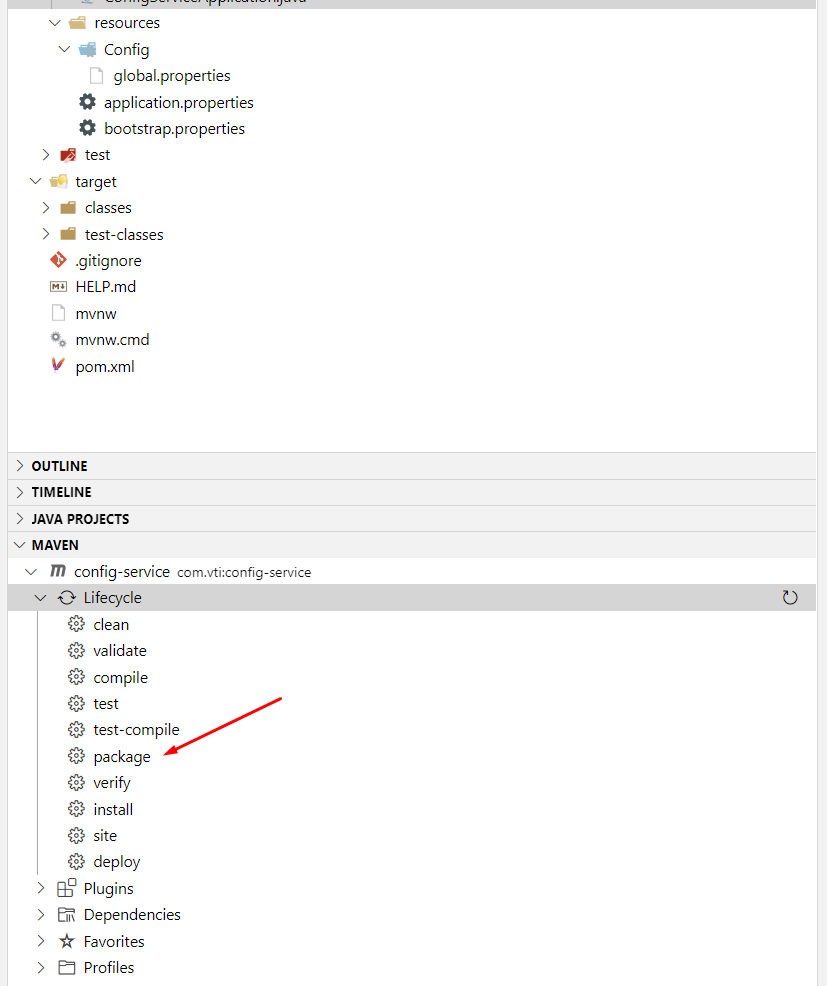 resources
Config
global.properties
application.properties
bootstrap.properties
test
target
classes
test-classes
.gitignore
HELP.md
mvnw
mvnw.cmd
pom.xml
OUTLINE
TIMELINE
JAVA PROJECTS
MAVEN
config-service com.vti:config-service
Lifecycle
clean
validate
compile
test
test-compile
package
verify
install
site
deploy
Plugins
Dependencies
Favorites
Profiles